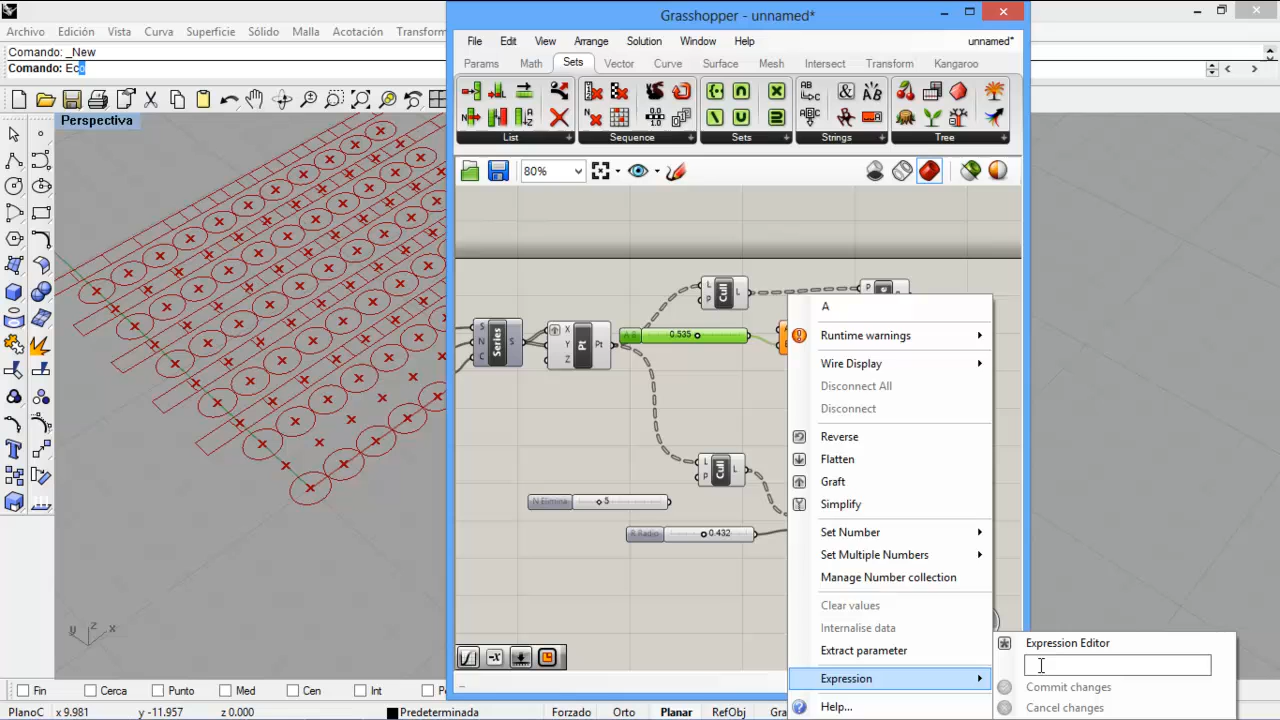 Grasshopper - unnamed*
Archivo Edición Vista Curva Superficie Sólido Malla Acotación Transform
Comando: _New
Comando: Eco
File Edit View Arrange Solution Window Help unnamed*
Params Math Sets Vector Curve Surface Mesh Intersect Transform Kangaroo
List Sequence Sets Strings Tree
80%
Perspectiva
L P Cull L
P
Series S N C S
X Y Z Pt Pt
0.535
L P Cull L
N Elimina 5
R Radio 0.432
A
Runtime warnings
Wire Display
Disconnect All
Disconnect
Reverse
Flatten
Graft
Simplify
Set Number
Set Multiple Numbers
Manage Number collection
Clear values
Internalise data
Extract parameter
Expression
Help...
Expression Editor
Commit changes
Cancel changes
z y x
Fin Cerca Punto Med Cen Int
PlanoC x 9.981 y -11.957 z 0.000 Predeterminada Forzado Orto Planar RefObj